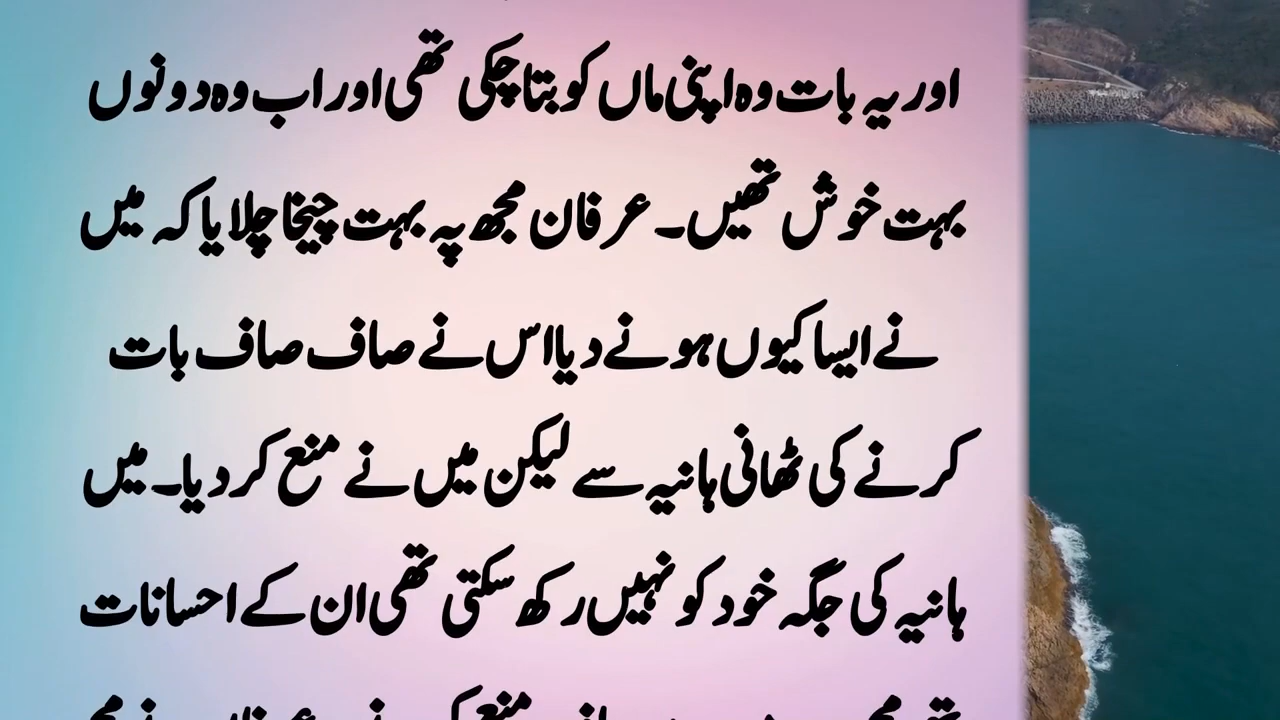 اور یہ بات وہ اپنی ماں کو بتا چکی تھی اور اب وہ دونوں
بہت خوش تھیں۔ عرفان مجھ پہ بہت چیخا چلایا کہ میں
نے ایسا کیوں ہونے دیا اس نے صاف صاف بات
کرنے کی ٹھانی ہانیہ سے لیکن میں نے منع کر دیا۔ میں
ہانیہ کی جگہ خود کو نہیں رکھ سکتی تھی ان کے احسانات